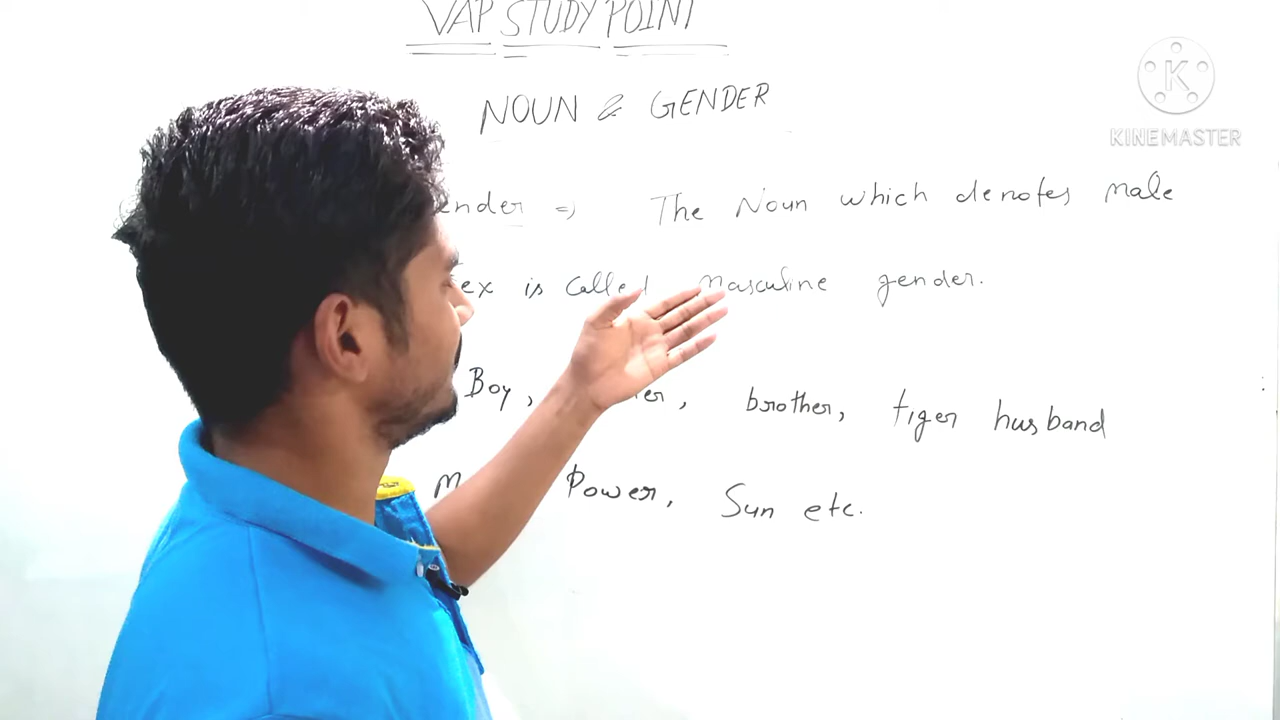 VAP STUDY POINT
K
KINEMASTER
NOUN & GENDER
ender => The Noun which denotes male
ex is called masculine gender.
Boy, er, brother, tiger husband
M Power, Sun etc.